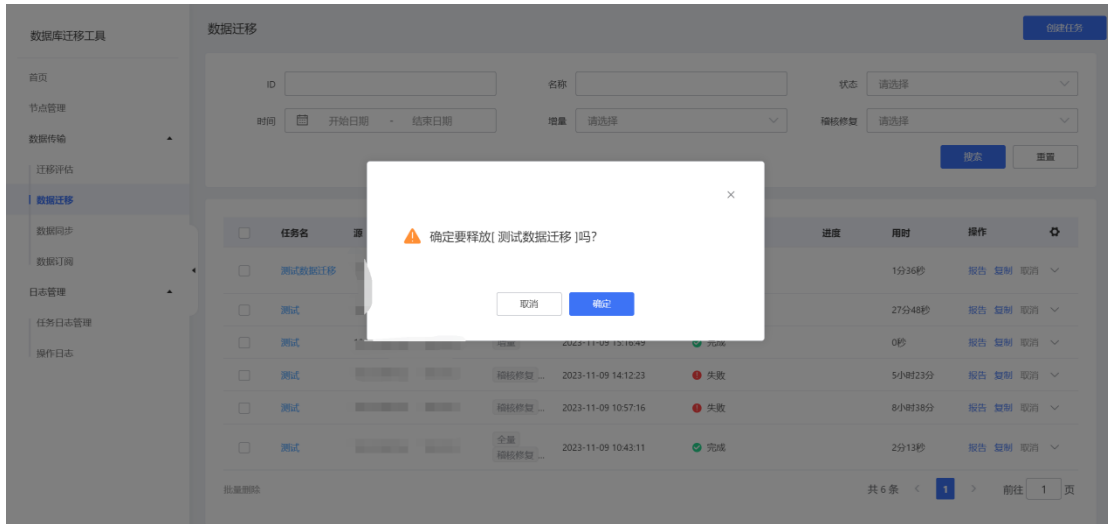 数据库迁移工具
首页
节点管理
数据传输
迁移评估
数据迁移
数据同步
数据订阅
日志管理
任务日志管理
操作日志
数据迁移 创建任务
ID 名称 状态 请选择
时间 开始日期 - 结束日期 增量 请选择 稽核修复 请选择
搜索 重置
确定要释放[ 测试数据迁移 ]吗?
取消 确定
任务名 源 进度 用时 操作
测试数据迁移 1分36秒 报告 复制 取消
测试 27分48秒 报告 复制 取消
测试 增量 2023-11-09 15:16:49 完成 0秒 报告 复制 取消
测试 稽核修复 ... 2023-11-09 14:12:23 失败 5小时23分 报告 复制 取消
测试 稽核修复 ... 2023-11-09 10:57:16 失败 8小时38分 报告 复制 取消
测试 全量 稽核修复 ... 2023-11-09 10:43:11 完成 2分13秒 报告 复制 取消
批量删除 共 6 条 1 前往 1 页